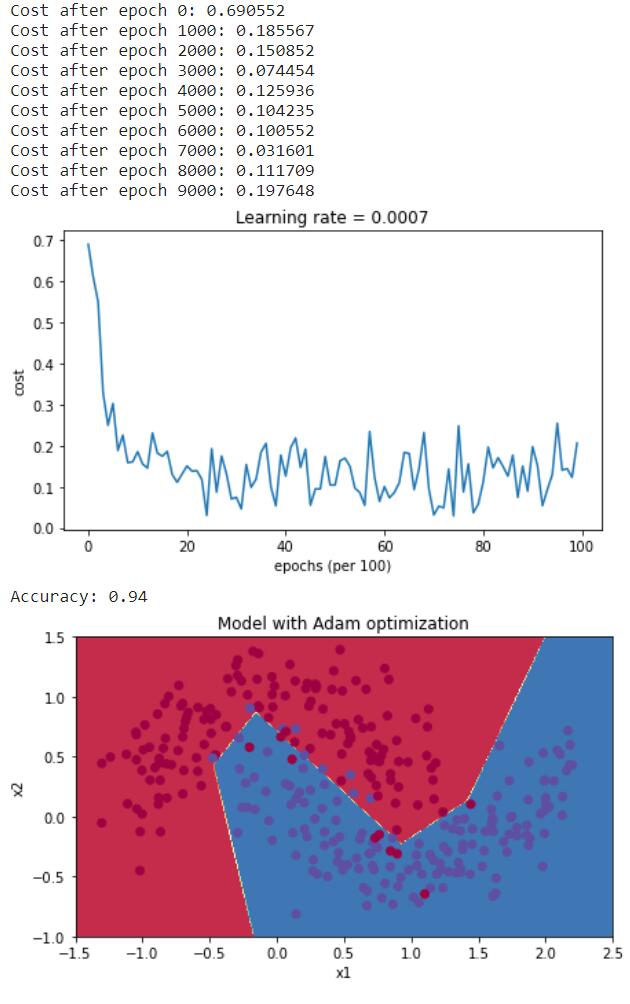 Cost after epoch 0: 0.690552
Cost after epoch 1000: 0.185567
Cost after epoch 2000: 0.150852
Cost after epoch 3000: 0.074454
Cost after epoch 4000: 0.125936
Cost after epoch 5000: 0.104235
Cost after epoch 6000: 0.100552
Cost after epoch 7000: 0.031601
Cost after epoch 8000: 0.111709
Cost after epoch 9000: 0.197648
Learning rate = 0.0007
0.7
0.6
0.5
0.4
0.3
0.2
0.1
0.0
cost
0 20 40 60 80 100
epochs (per 100)
Accuracy: 0.94
Model with Adam optimization
1.5
1.0
0.5
0.0
−0.5
−1.0
x2
−1.5 −1.0 −0.5 0.0 0.5 1.0 1.5 2.0 2.5
x1